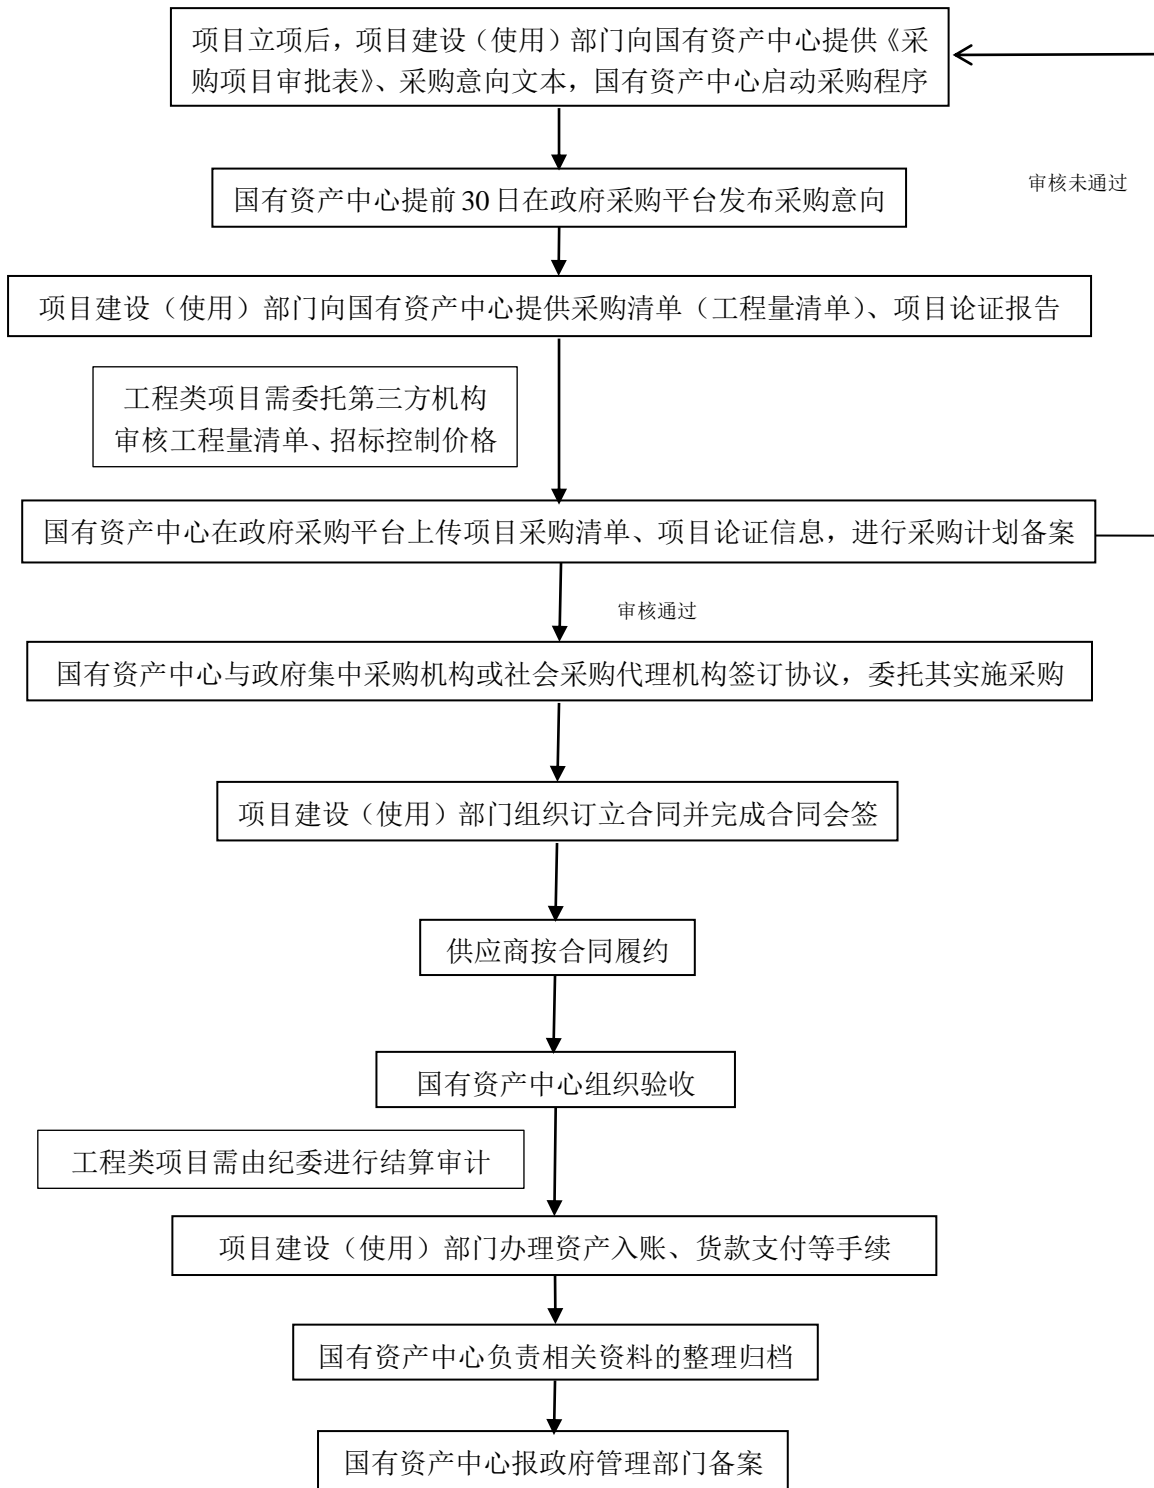 项目立项后，项目建设（使用）部门向国有资产中心提供《采
购项目审批表》、采购意向文本，国有资产中心启动采购程序
审核未通过
国有资产中心提前 30 日在政府采购平台发布采购意向
项目建设（使用）部门向国有资产中心提供采购清单（工程量清单）、项目论证报告
工程类项目需委托第三方机构
审核工程量清单、招标控制价格
国有资产中心在政府采购平台上传项目采购清单、项目论证信息，进行采购计划备案
审核通过
国有资产中心与政府集中采购机构或社会采购代理机构签订协议，委托其实施采购
项目建设（使用）部门组织订立合同并完成合同会签
供应商按合同履约
国有资产中心组织验收
工程类项目需由纪委进行结算审计
项目建设（使用）部门办理资产入账、货款支付等手续
国有资产中心负责相关资料的整理归档
国有资产中心报政府管理部门备案